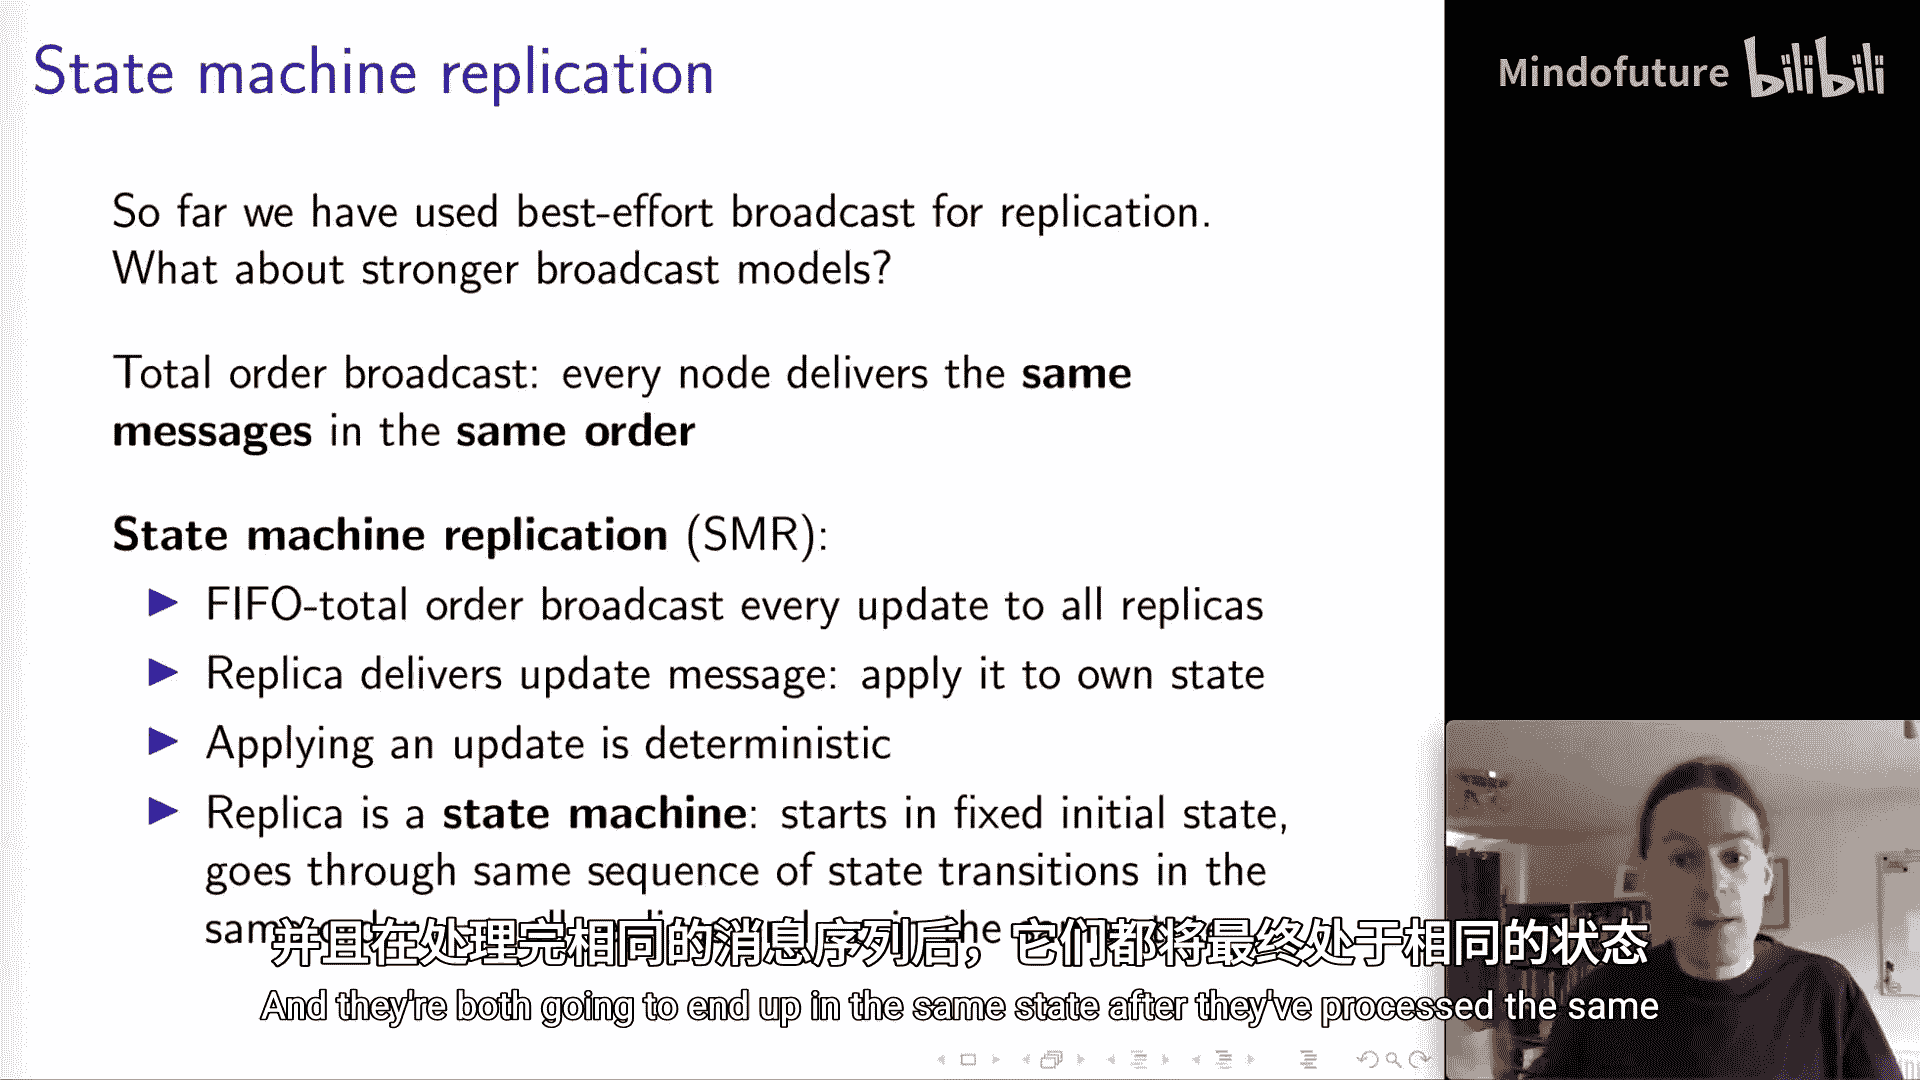 State machine replication
Mindofuture bilibili
So far we have used best-effort broadcast for replication.
What about stronger broadcast models?
Total order broadcast: every node delivers the same
messages in the same order
State machine replication (SMR):
FIFO-total order broadcast every update to all replicas
Replica delivers update message: apply it to own state
Applying an update is deterministic
Replica is a state machine: starts in fixed initial state,
goes through same sequence of state transitions in the
并且在处理完相同的消息序列后，它们都将最终处于相同的状态
And they're both going to end up in the same state after they've processed the same